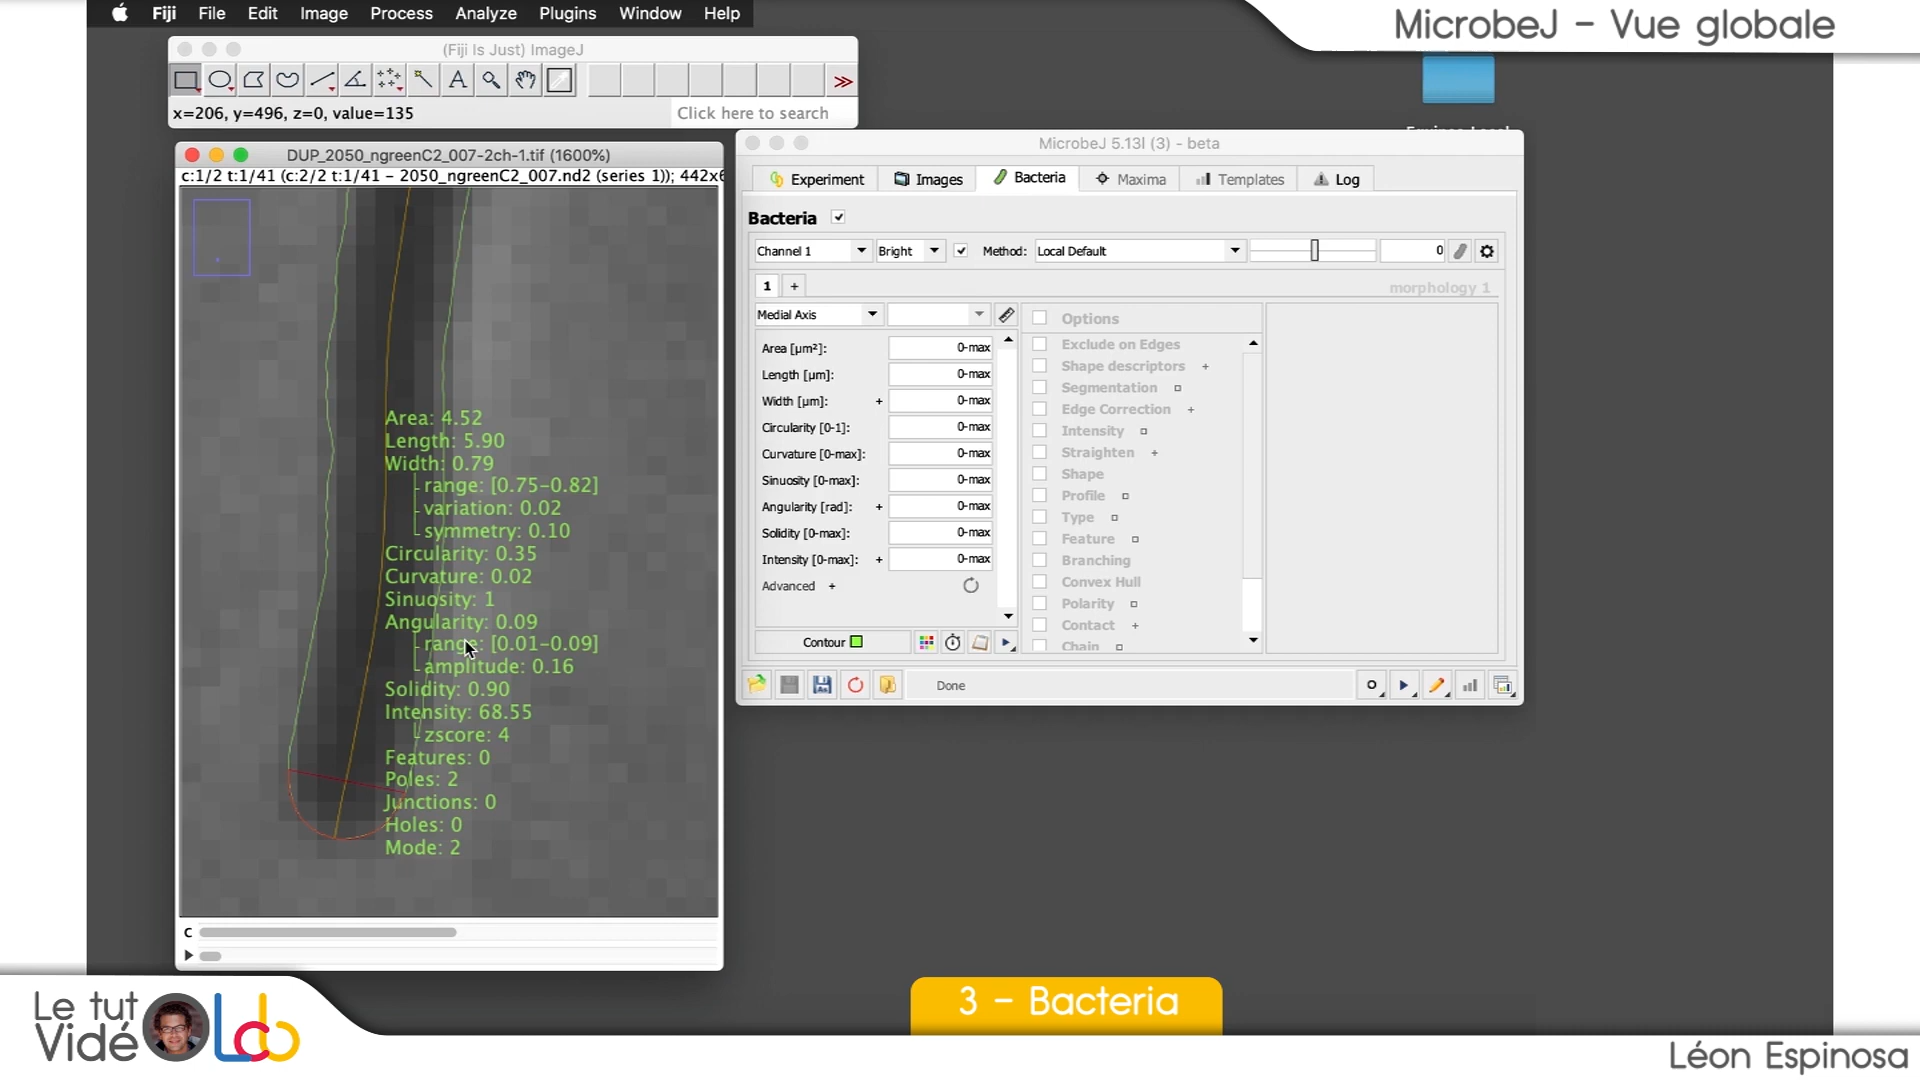 Fiji File Edit Image Process Analyze Plugins Window Help
MicrobeJ - Vue globale
(Fiji Is Just) ImageJ
x=206, y=496, z=0, value=135
Click here to search
DUP_2050_ngreenC2_007-2ch-1.tif (1600%)
c:1/2 t:1/41 (c:2/2 t:1/41 - 2050_ngreenC2_007.nd2 (series 1)); 442x6
Area: 4.52
Length: 5.90
Width: 0.79
range: [0.75-0.82]
variation: 0.02
symmetry: 0.10
Circularity: 0.35
Curvature: 0.02
Sinuosity: 1
Angularity: 0.09
range: [0.01-0.09]
amplitude: 0.16
Solidity: 0.90
Intensity: 68.55
zscore: 4
Features: 0
Poles: 2
Junctions: 0
Holes: 0
Mode: 2
C
MicrobeJ 5.13l (3) - beta
Experiment Images Bacteria Maxima Templates Log
Bacteria
Channel 1 Bright Method: Local Default 0
1 +
morphology 1
Medial Axis
Area [µm²]: 0-max
Length [µm]: 0-max
Width [µm]: + 0-max
Circularity [0-1]: 0-max
Curvature [0-max]: 0-max
Sinuosity [0-max]: 0-max
Angularity [rad]: + 0-max
Solidity [0-max]: 0-max
Intensity [0-max]: + 0-max
Advanced +
Contour
Options
Exclude on Edges
Shape descriptors +
Segmentation
Edge Correction +
Intensity
Straighten +
Shape
Profile
Type
Feature
Branching
Convex Hull
Polarity
Contact +
Chain
Done
3 - Bacteria
Le tut
Vidéo
Lcb
Léon Espinosa